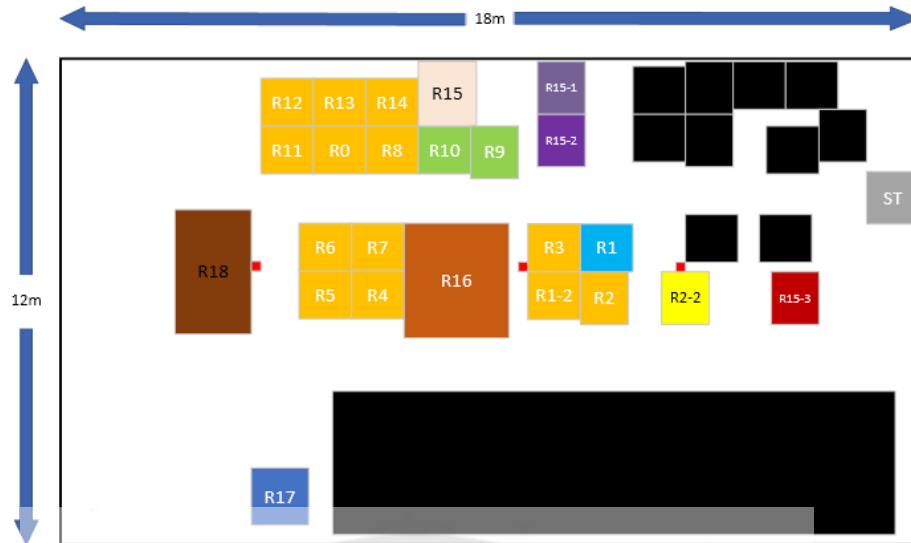 18m
12m
R12 R13 R14 R15 R15-1
R11 R0 R8 R10 R9 R15-2
ST
R18 R6 R7 R16 R3 R1
R5 R4 R1-2 R2 R2-2 R15-3
R17